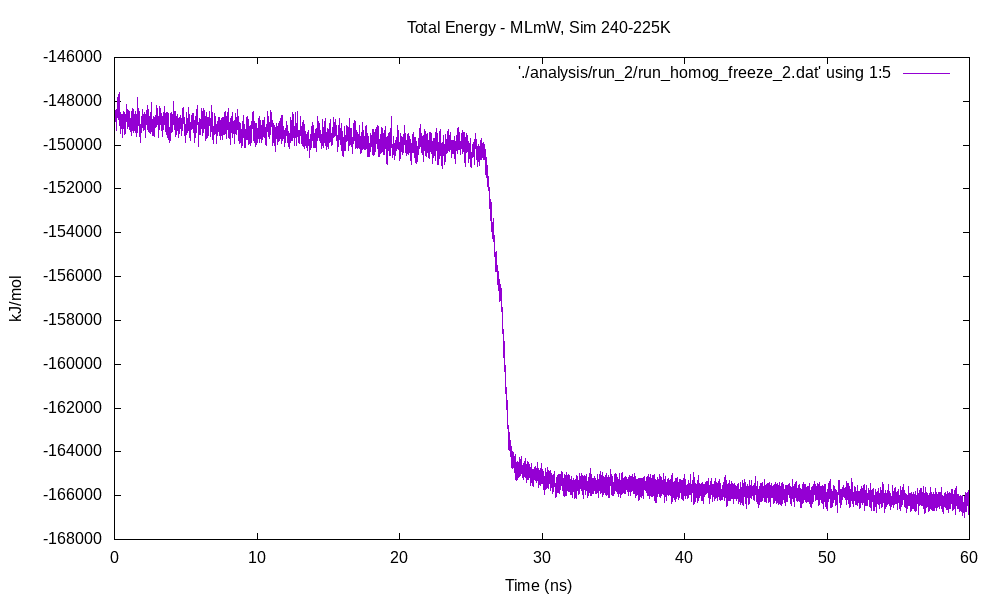 Total Energy - MLmW, Sim 240-225K
'./analysis/run_2/run_homog_freeze_2.dat' using 1:5
-146000
-148000
-150000
-152000
-154000
-156000
-158000
-160000
-162000
-164000
-166000
-168000
kJ/mol
0 10 20 30 40 50 60
Time (ns)